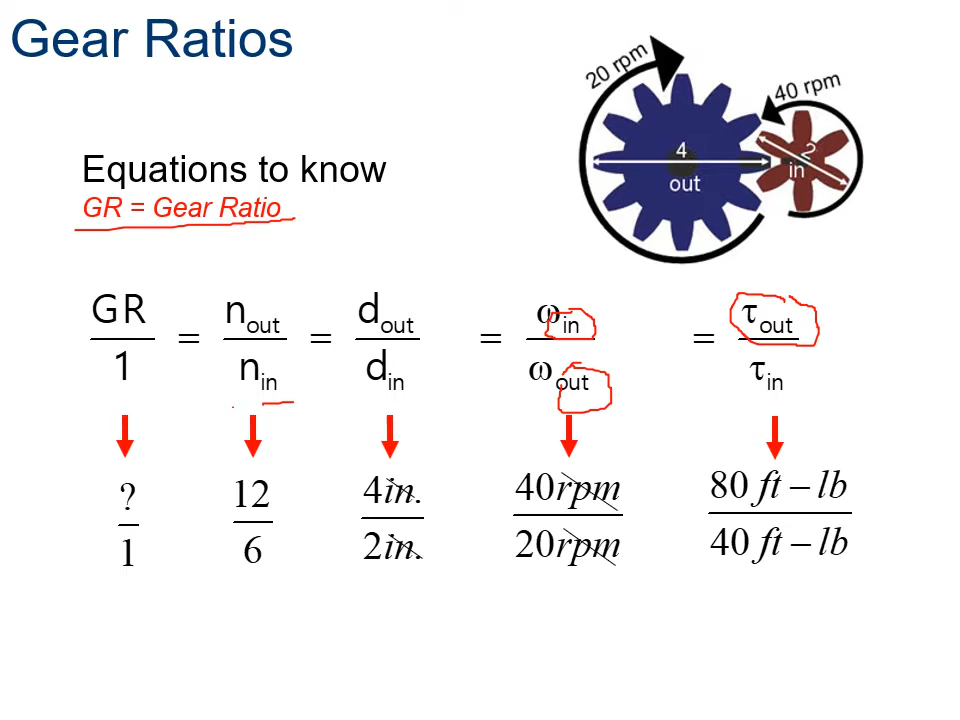 Gear Ratios
20 rpm
40 rpm
4
out
2
in
Equations to know
GR = Gear Ratio
GR/1 = n_out/n_in = d_out/d_in = ω_in/ω_out = τ_out/τ_in
?/1 12/6 4in./2in. 40rpm/20rpm 80 ft – lb/40 ft – lb